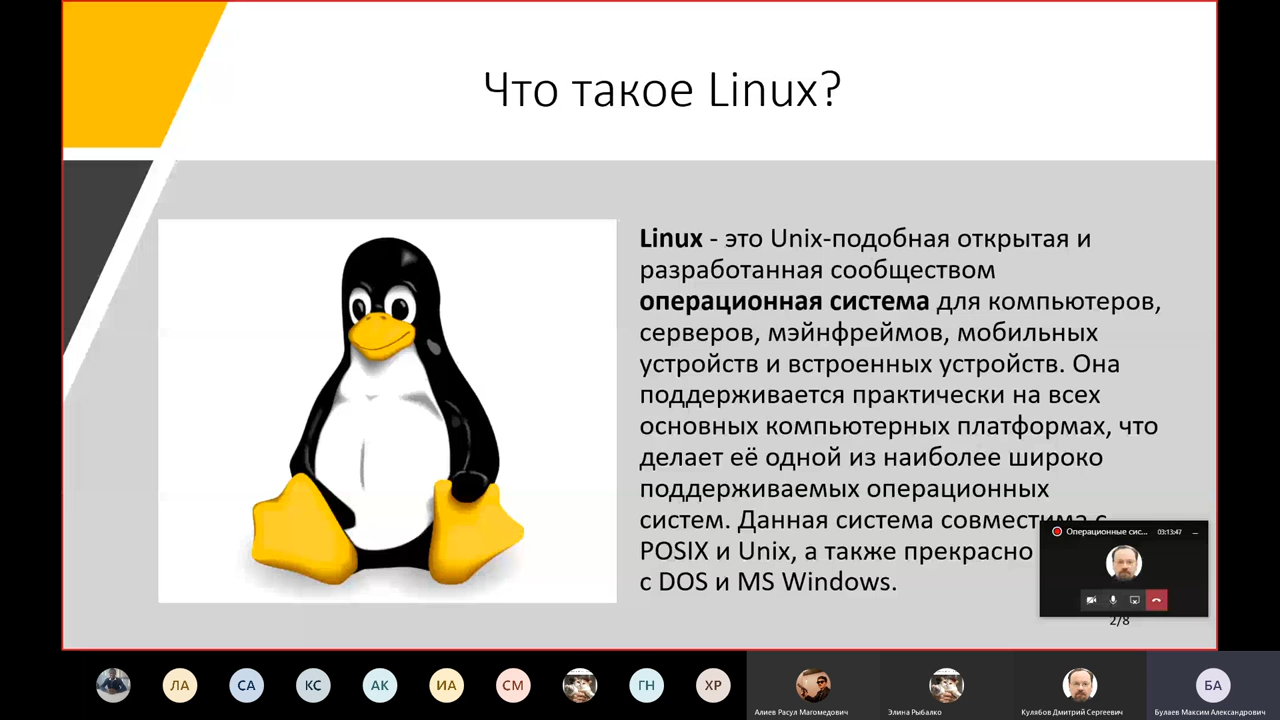 Что такое Linux?
Linux - это Unix-подобная открытая и
разработанная сообществом
операционная система для компьютеров,
серверов, мэйнфреймов, мобильных
устройств и встроенных устройств. Она
поддерживается практически на всех
основных компьютерных платформах, что
делает её одной из наиболее широко
поддерживаемых операционных
систем. Данная система совместима с
POSIX и Unix, а также прекрасно
с DOS и MS Windows.
Операционные сис... 03:13:47
2/8
ЛА СА КС АК ИА СМ ГН ХР БА
Алиев Расул Магомедович Элина Рыбалко Кулябов Дмитрий Сергеевич Булаев Максим Александрович